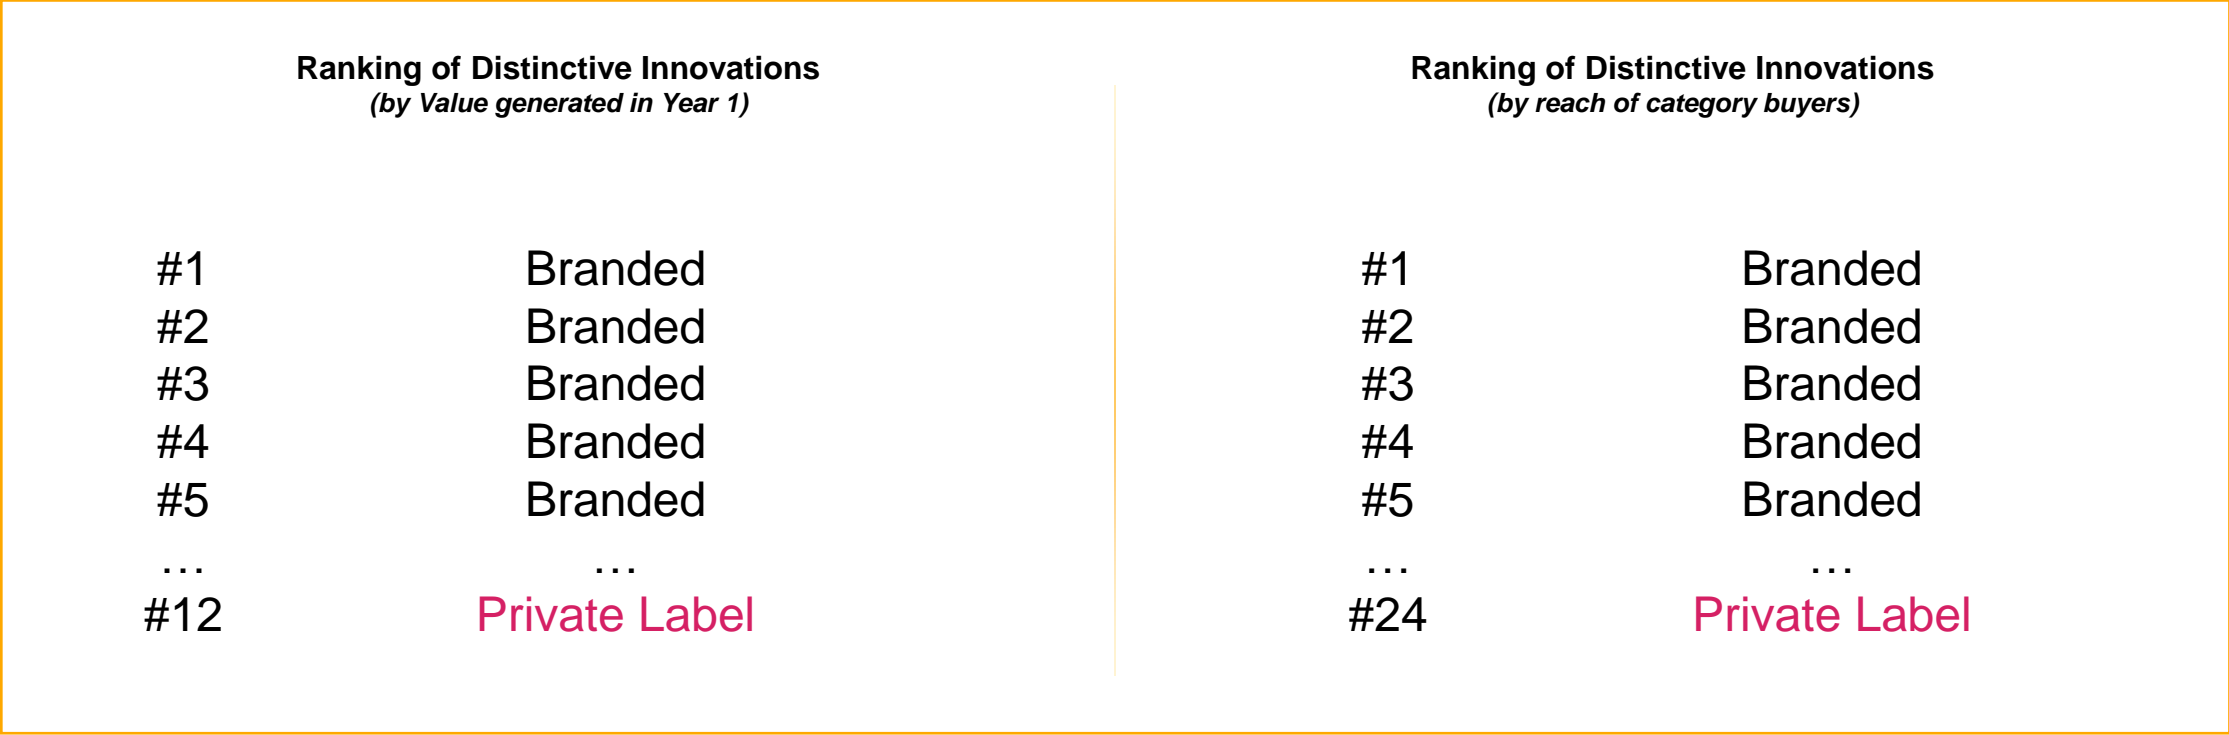 Ranking of Distinctive Innovations
(by Value generated in Year 1)
#1 Branded
#2 Branded
#3 Branded
#4 Branded
#5 Branded
… …
#12 Private Label
Ranking of Distinctive Innovations
(by reach of category buyers)
#1 Branded
#2 Branded
#3 Branded
#4 Branded
#5 Branded
… …
#24 Private Label